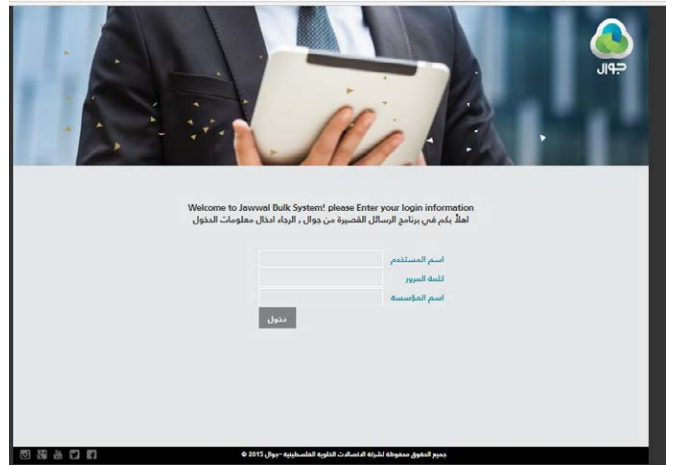 جوال
Welcome to Jawwal Bulk System! please Enter your login information
اهلاً بكم في برنامج الرسائل القصيرة من جوال , الرجاء ادخال معلومات الدخول
اسم المستخدم
كلمة المرور
اسم المؤسسة
دخول
جميع الحقوق محفوظة لشركة الاتصالات الخلوية الفلسطينية -جوال 2015 ©